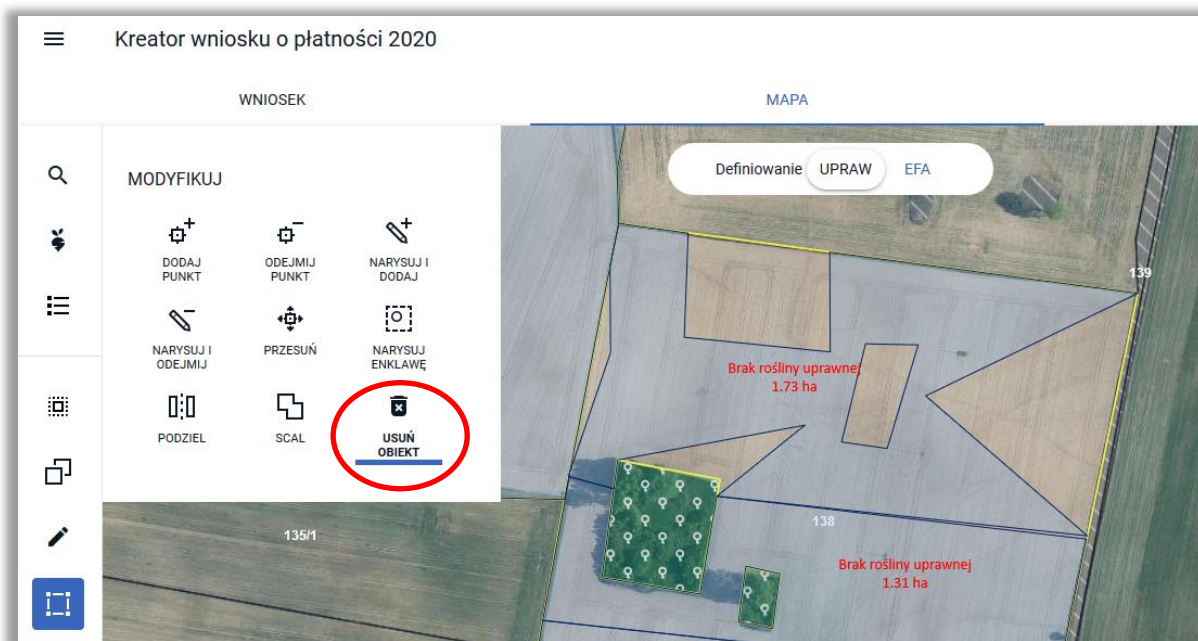 Kreator wniosku o płatności 2020
WNIOSEK
MAPA
MODYFIKUJ
DODAJ
PUNKT
ODEJMIJ
PUNKT
NARYSUJ I
DODAJ
NARYSUJ I
ODEJMIJ
PRZESUŃ
NARYSUJ
ENKLAWĘ
PODZIEL
SCAL
USUŃ
OBIEKT
Definiowanie UPRAW EFA
139
Brak rośliny uprawnej
1.73 ha
138
135/1
Brak rośliny uprawnej
1.31 ha